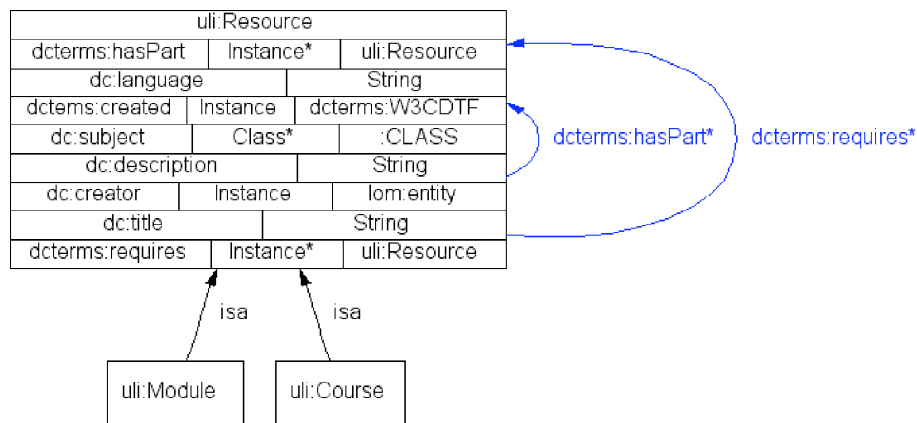 uli:Resource
dcterms:hasPart Instance* uli:Resource
dc:language String
dctems:created Instance dcterms:W3CDTF
dc:subject Class* :CLASS
dc:description String
dc:creator Instance lom:entity
dc:title String
dcterms:requires Instance* uli:Resource
dcterms:hasPart* dcterms:requires*
isa isa
uli:Module uli:Course